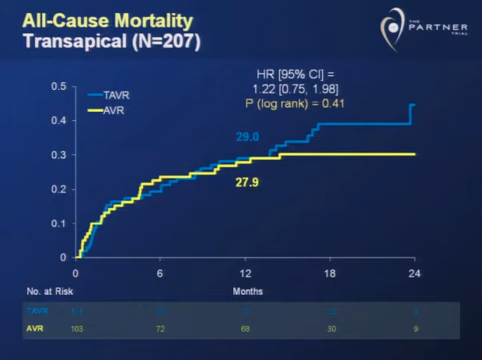 All-Cause Mortality
Transapical (N=207)
THE
PARTNER
TRIAL
HR [95% CI] =
1.22 [0.75, 1.98]
P (log rank) = 0.41
TAVR
AVR
0.5
0.4
0.3
0.2
0.1
0
29.0
27.9
0 6 12 18 24
No. at Risk Months
TAVR
AVR 103 72 68 30 9